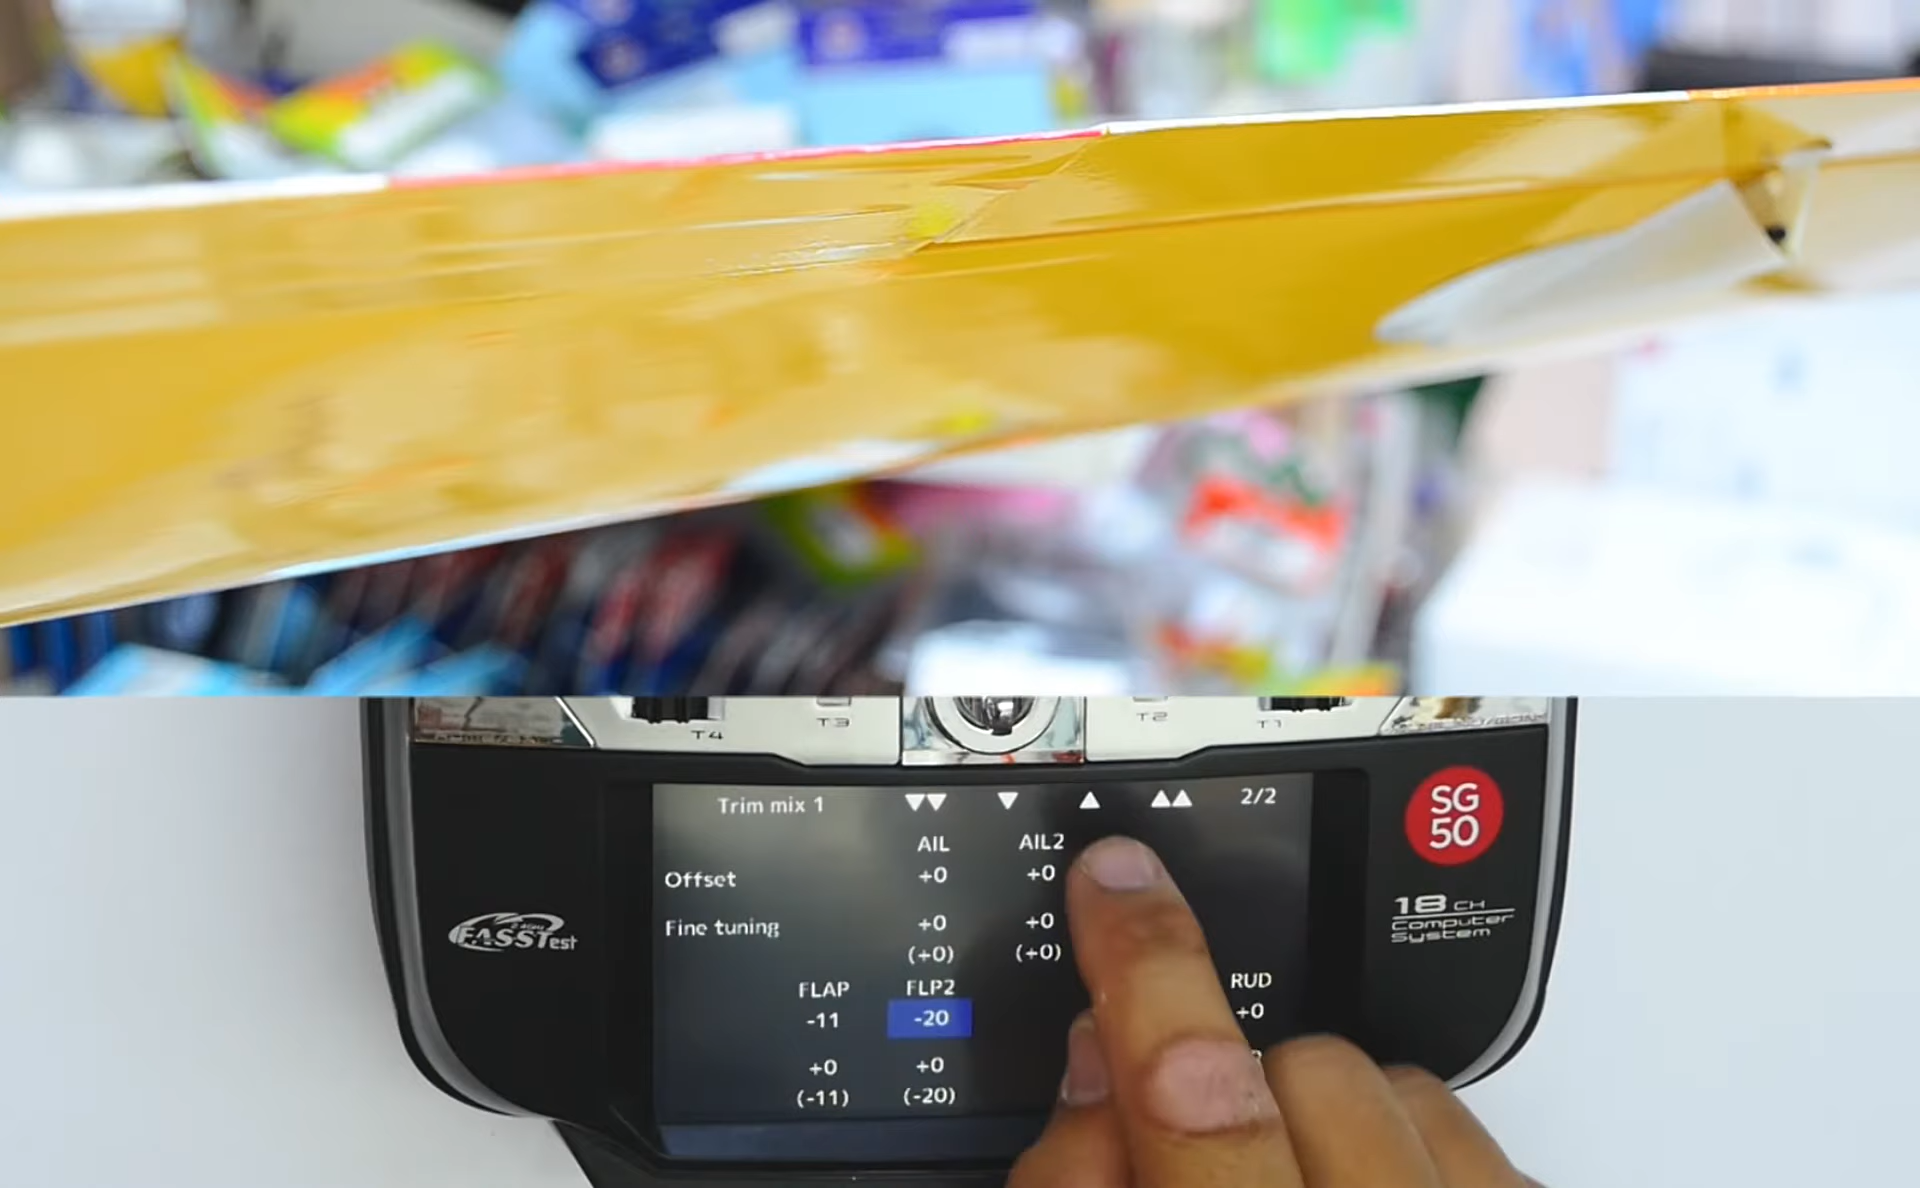 T4 T3 T2 T1
Trim mix 1 ▼▼ ▼ ▲ ▲▲ 2/2
AIL AIL2
Offset +0 +0
Fine tuning +0 +0
(+0) (+0)
FLAP FLP2 RUD
-11 -20 +0
+0 +0
(-11) (-20)
SG
50
FASSTest
18 CH
Computer
System